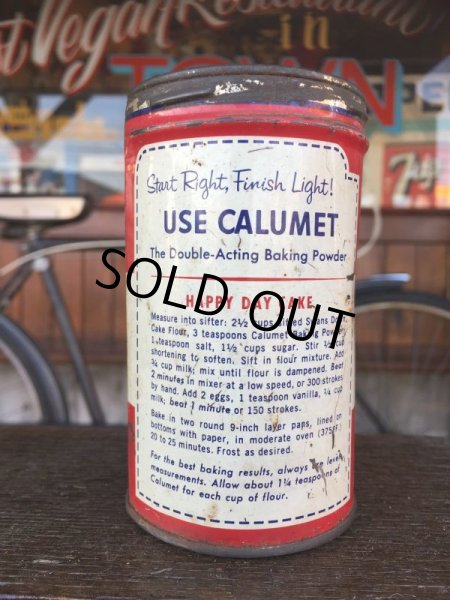 st Vegan Restaurant
in
TOWN
Start Right, Finish Light!
USE CALUMET
The Double-Acting Baking Powder
SOLD OUT
HAPPY DAY CAKE
Measure into sifter: 2½ cups sifted Swans Down
Cake Flour, 3 teaspoons Calumet Baking Powder,
1 teaspoon salt, 1½ cups sugar. Stir ½ cup
shortening to soften. Sift in flour mixture. Add
¾ cup milk; mix until flour is dampened. Beat
2 minutes in mixer at a low speed, or 300 strokes
by hand. Add 2 eggs, 1 teaspoon vanilla, ¼ cup
milk; beat 1 minute or 150 strokes.
Bake in two round 9-inch layer pans, lined on
bottoms with paper, in moderate oven (375°F.)
20 to 25 minutes. Frost as desired.
For the best baking results, always use level
measurements. Allow about 1¼ teaspoons of
Calumet for each cup of flour.